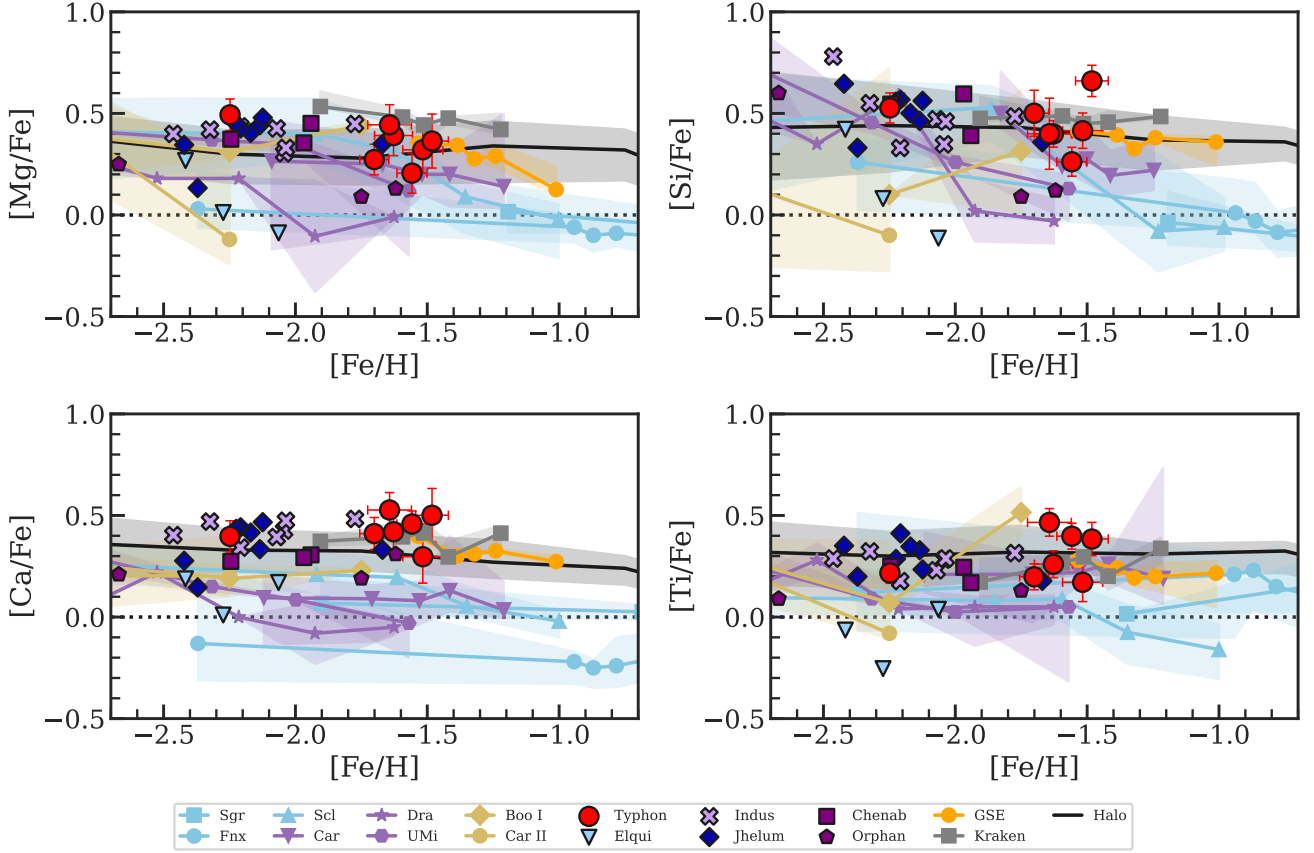 1.0
0.5
0.0
−0.5
[Mg/Fe]
−2.5 −2.0 −1.5 −1.0
[Fe/H]
1.0
0.5
0.0
−0.5
[Si/Fe]
−2.5 −2.0 −1.5 −1.0
[Fe/H]
1.0
0.5
0.0
−0.5
[Ca/Fe]
−2.5 −2.0 −1.5 −1.0
[Fe/H]
1.0
0.5
0.0
−0.5
[Ti/Fe]
−2.5 −2.0 −1.5 −1.0
[Fe/H]
Sgr Scl Dra Boo I Typhon Indus Chenab GSE Halo
Fnx Car UMi Car II Elqui Jhelum Orphan Kraken